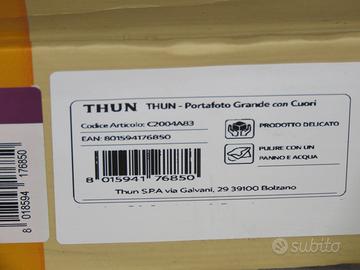 THUN THUN - Portafoto Grande con Cuori
Codice Articolo: C2004A83
EAN: 801594176850
PRODOTTO DELICATO
PULIRE CON UN
PANNO E ACQUA
8 015941 76850
Thun S.P.A via Galvani, 29 39100 Bolzano
8 018594 176850
subito